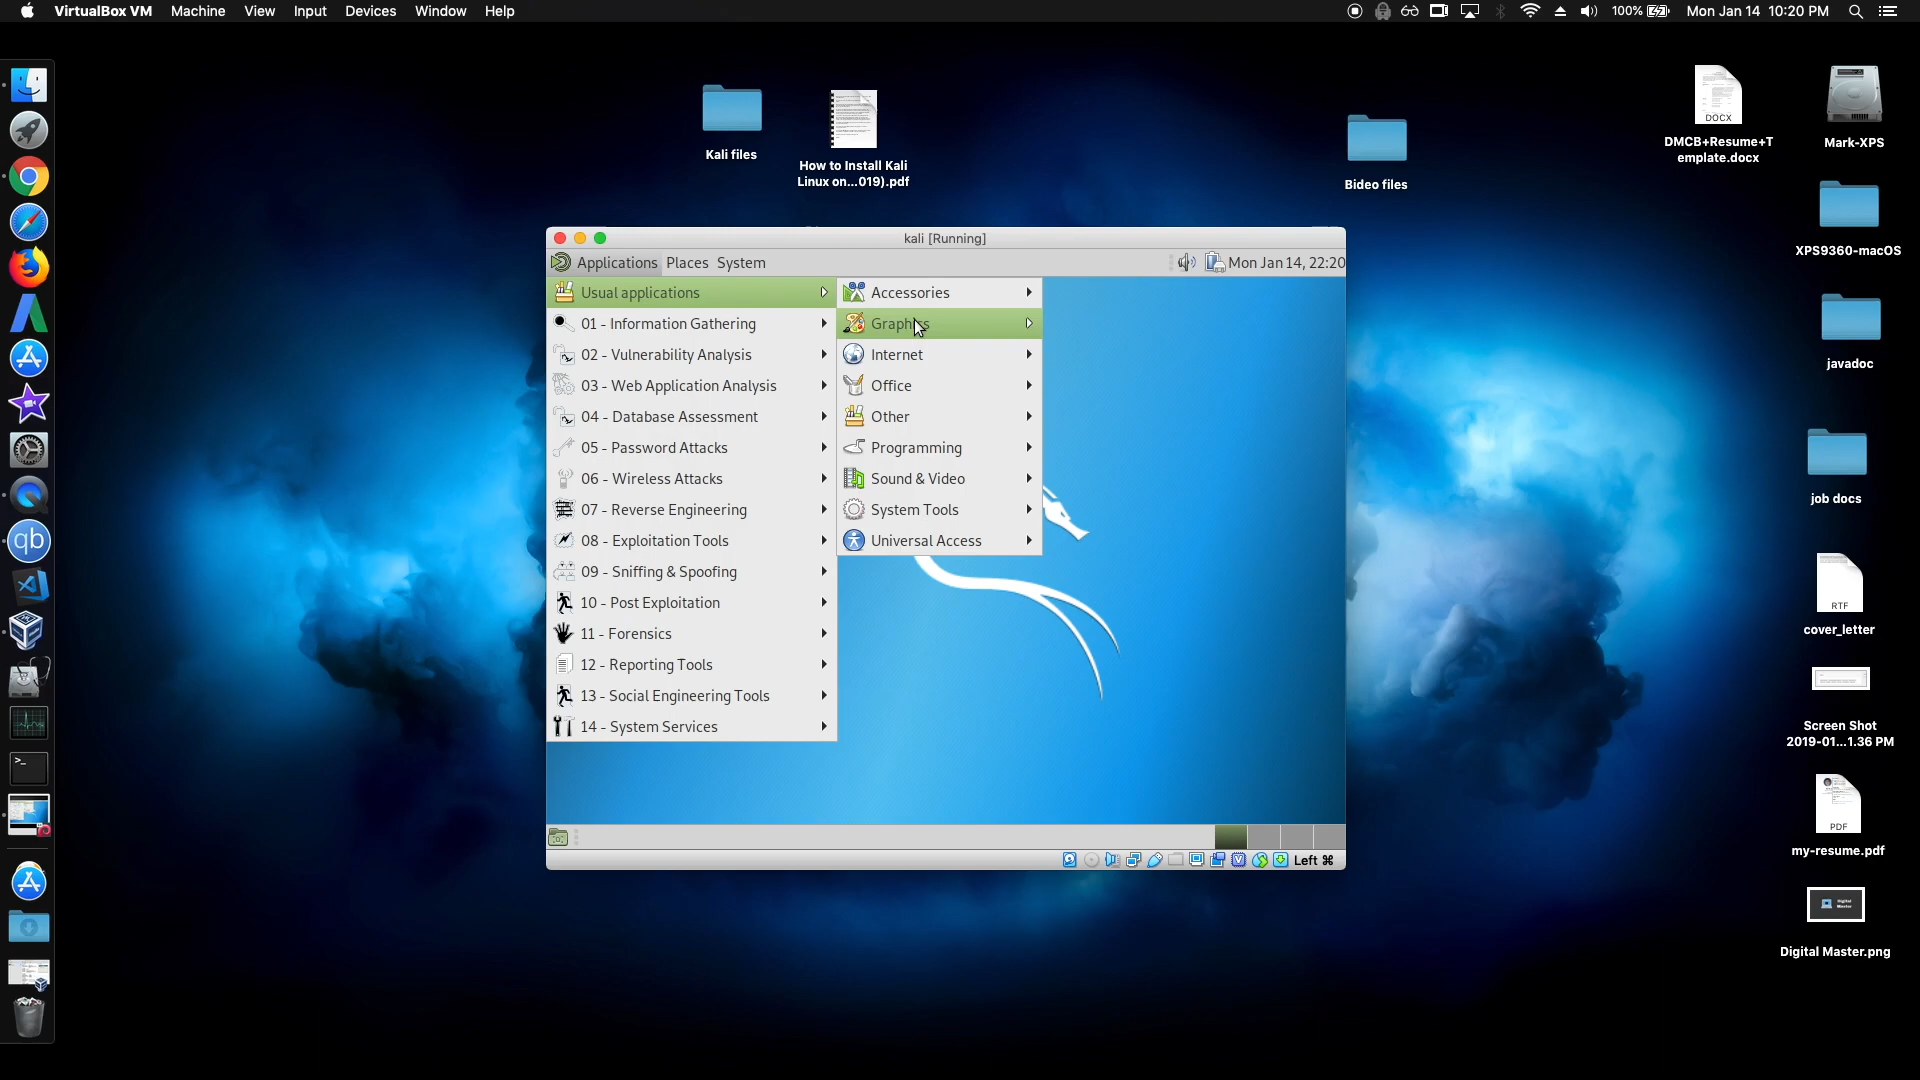 VirtualBox VM Machine View Input Devices Window Help
100% Mon Jan 14 10:20 PM
Kali files
How to Install Kali
Linux on...019).pdf
Bideo files
DOCX
DMCB+Resume+T
emplate.docx
Mark-XPS
XPS9360-macOS
javadoc
job docs
RTF
cover_letter
Screen Shot
2019-01...1.36 PM
PDF
my-resume.pdf
Digital
Master
Digital Master.png
qb
>_
kali [Running]
Applications Places System
Mon Jan 14, 22:20
Usual applications
01 - Information Gathering
02 - Vulnerability Analysis
03 - Web Application Analysis
04 - Database Assessment
05 - Password Attacks
06 - Wireless Attacks
07 - Reverse Engineering
08 - Exploitation Tools
09 - Sniffing & Spoofing
10 - Post Exploitation
11 - Forensics
12 - Reporting Tools
13 - Social Engineering Tools
14 - System Services
Accessories
Graphics
Internet
Office
Other
Programming
Sound & Video
System Tools
Universal Access
Left ⌘